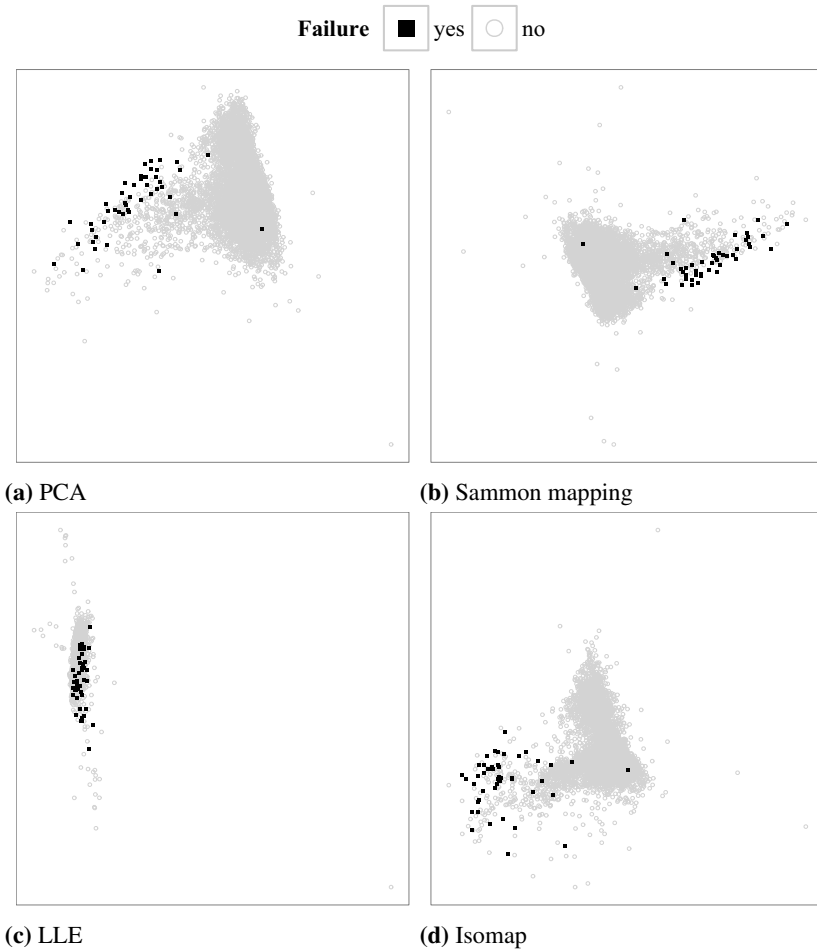 Failure yes no
(a) PCA
(b) Sammon mapping
(c) LLE
(d) Isomap